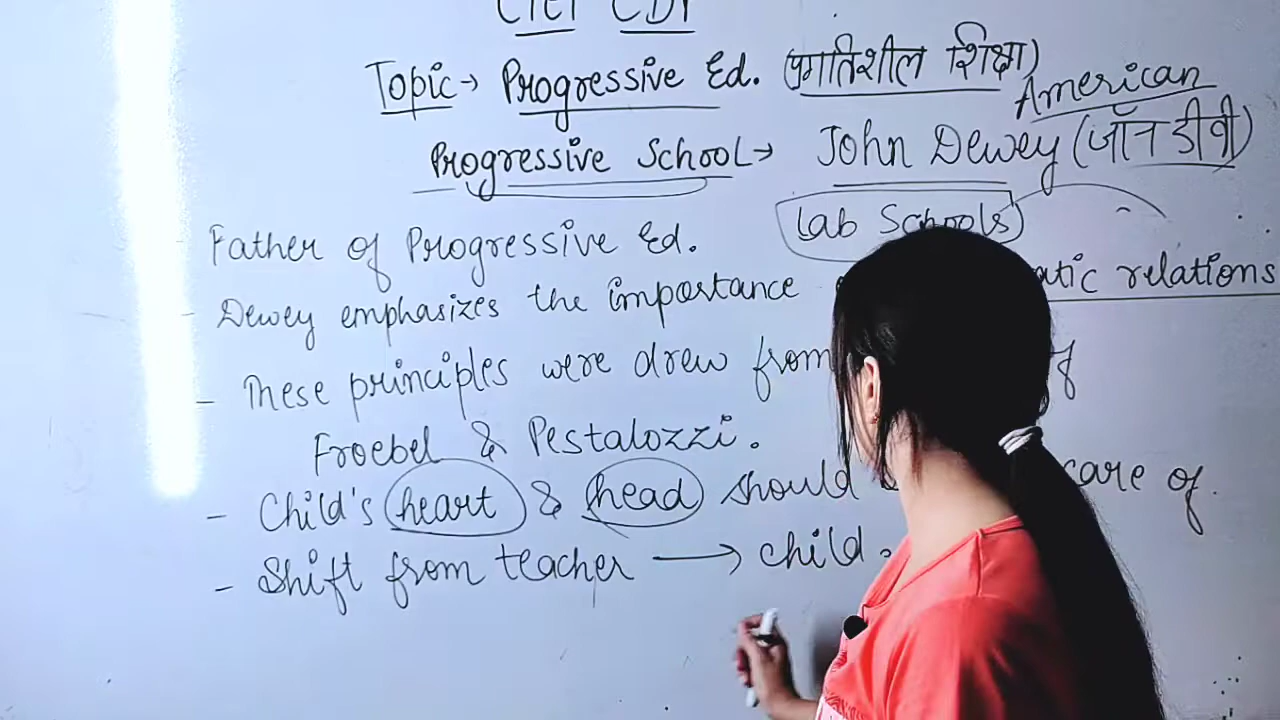 CTET CDP
Topic → Progressive Ed. (प्रगतिशील शिक्षा)
American
Progressive School → John Dewey (जॉन डीवी)
Lab Schools
Father of Progressive Ed.
- Dewey emphasizes the importance atic relations
- These principles were drew from of
Froebel & Pestalozzi.
- Child's heart & head should care of.
- Shift from teacher → child.